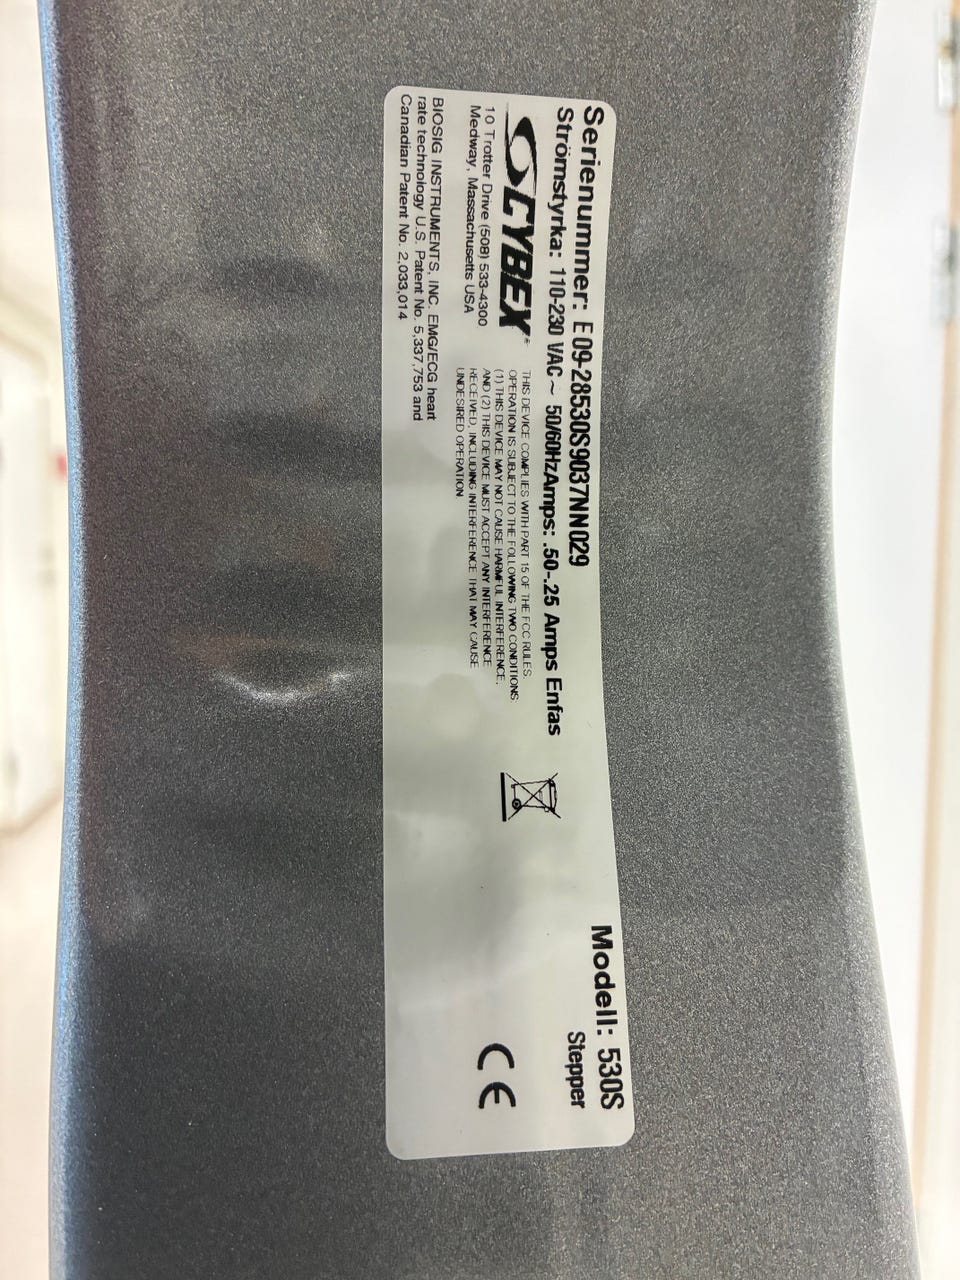 Serienummer: E 09-28530S9037NN029
Modell: 530S
Strömstyrka: 110-230 VAC ~ 50/60HzAmps: .50-.25 Amps Enfas
Stepper
CYBEX®
10 Trotter Drive (508) 533-4300
Medway, Massachusetts USA
THIS DEVICE COMPLIES WITH PART 15 OF THE FCC RULES.
OPERATION IS SUBJECT TO THE FOLLOWING TWO CONDITIONS:
(1) THIS DEVICE MAY NOT CAUSE HARMFUL INTERFERENCE,
AND (2) THIS DEVICE MUST ACCEPT ANY INTERFERENCE
RECEIVED, INCLUDING INTERFERENCE THAT MAY CAUSE
UNDESIRED OPERATION
BIOSIG INSTRUMENTS, INC. EMG/ECG heart
rate technology U.S. Patent No. 5,337,753 and
Canadian Patent No. 2,033,014
CE